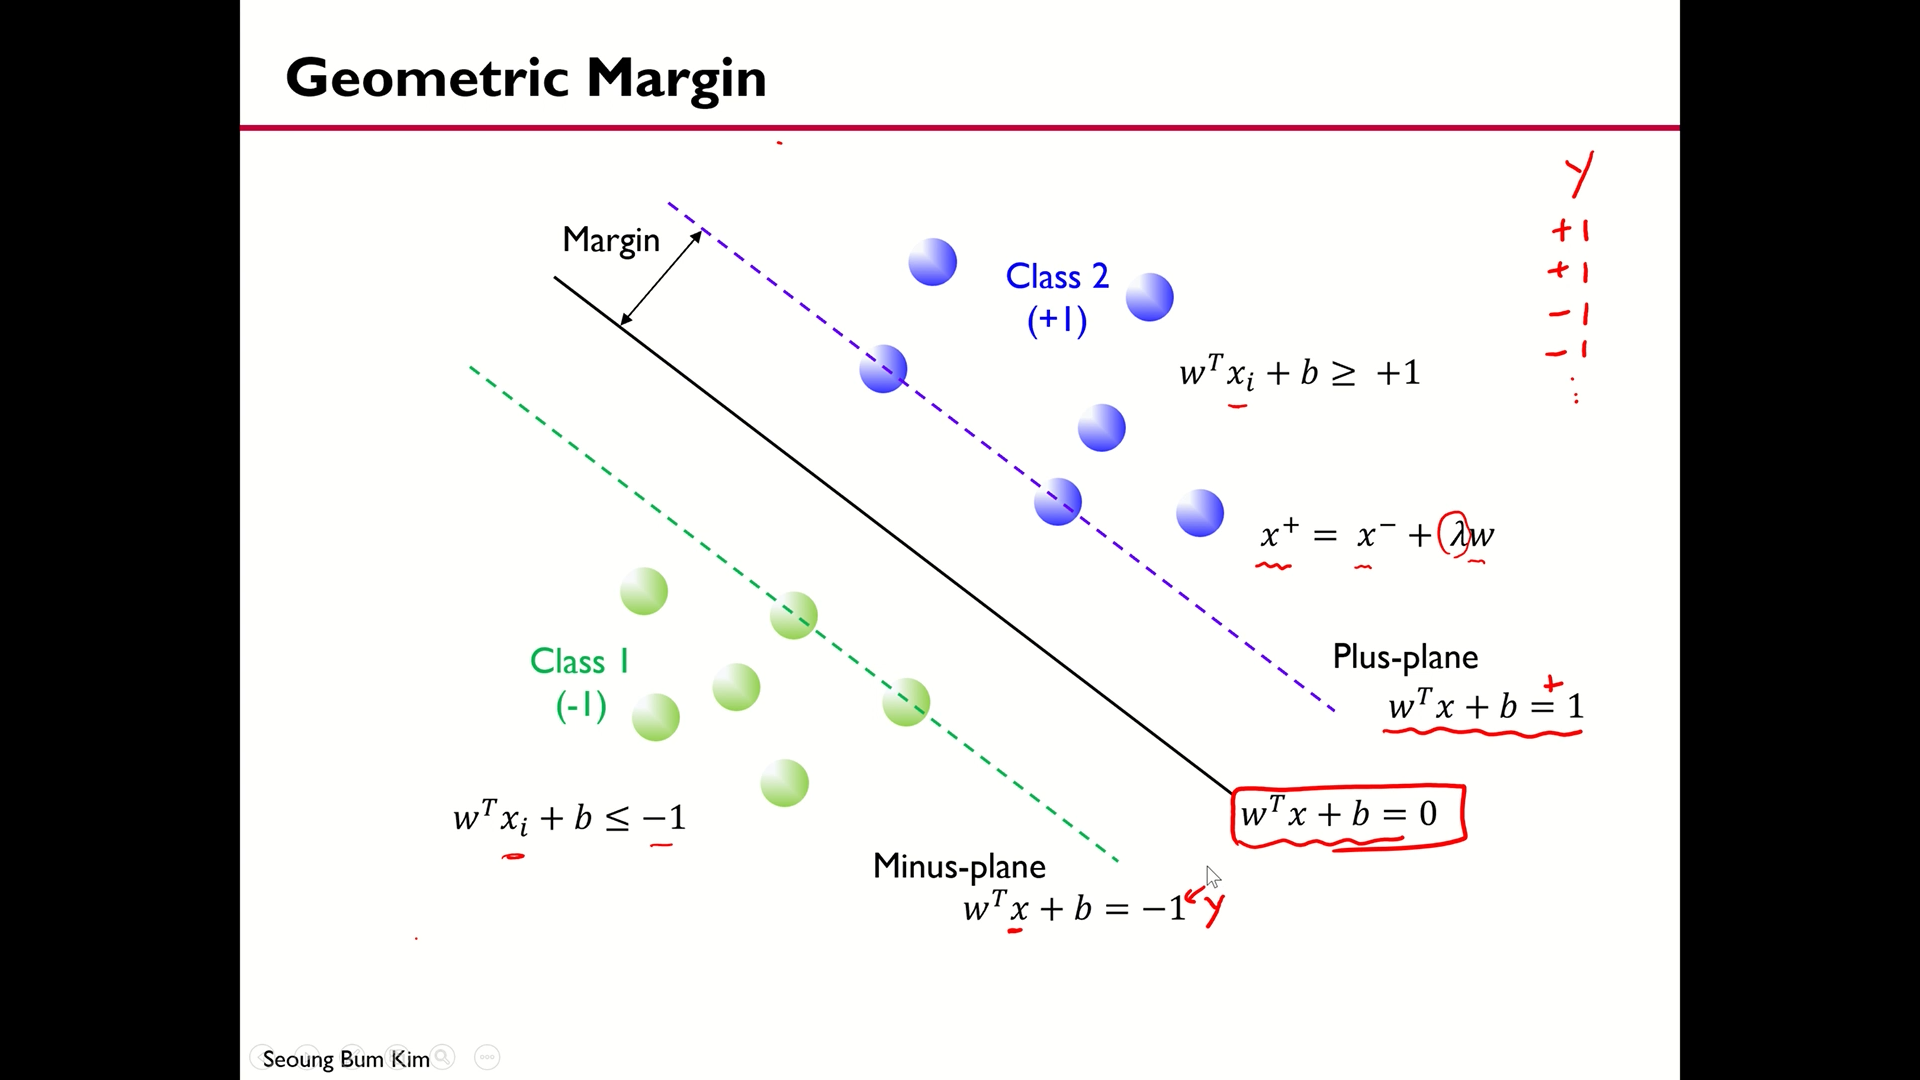 Geometric Margin
y
+1
+1
-1
-1
⋮
Margin
Class 2
(+1)
wᵀxᵢ + b ≥ +1
x⁺ = x⁻ + λw
Class 1
(-1)
Plus-plane
+
wᵀx + b = 1
wᵀxᵢ + b ≤ −1
wᵀx + b = 0
Minus-plane
wᵀx + b = −1 y
Seoung Bum Kim